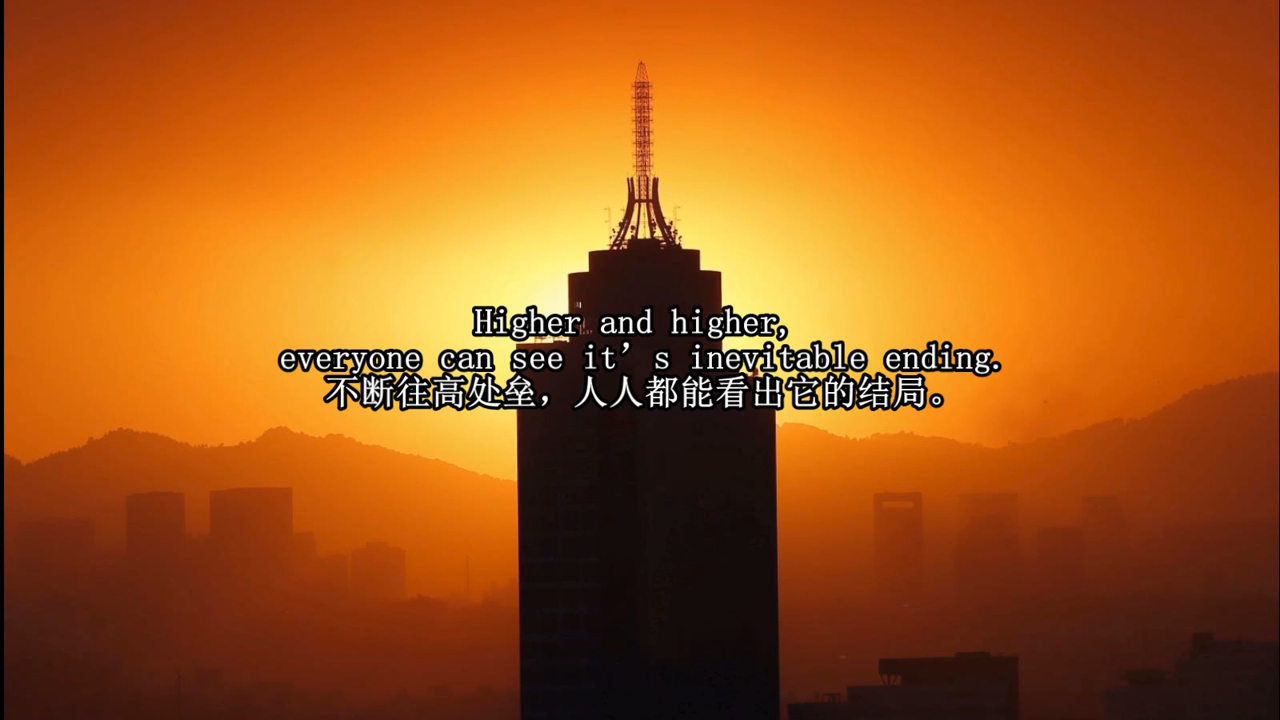 Higher and higher,
everyone can see it's inevitable ending.
不断往高处垒，人人都能看出它的结局。